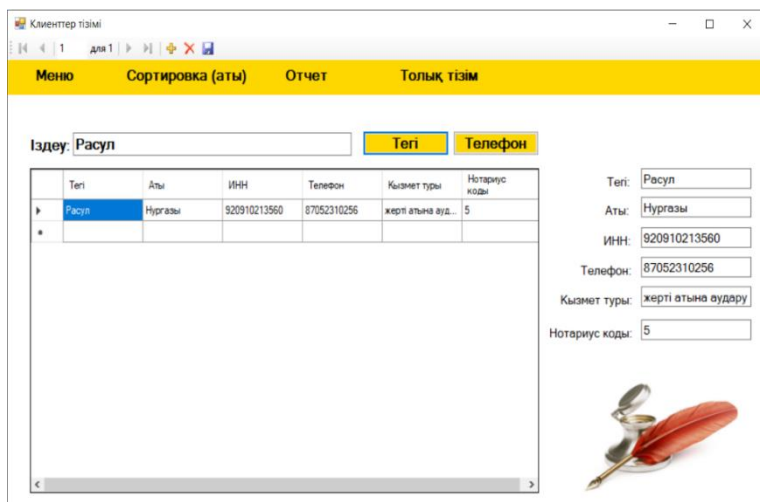 Клиенттер тізімі
1 для 1
Меню Сортировка (аты) Отчет Толық тізім
Іздеу: Расул Тегі Телефон
Тегі Аты ИНН Телефон Кызмет туры Нотариус коды
Расул Нургазы 920910213560 87052310256 жерті атына ауд... 5
Тегі: Расул
Аты: Нургазы
ИНН: 920910213560
Телефон: 87052310256
Кызмет туры: жерті атына аудару
Нотариус коды: 5